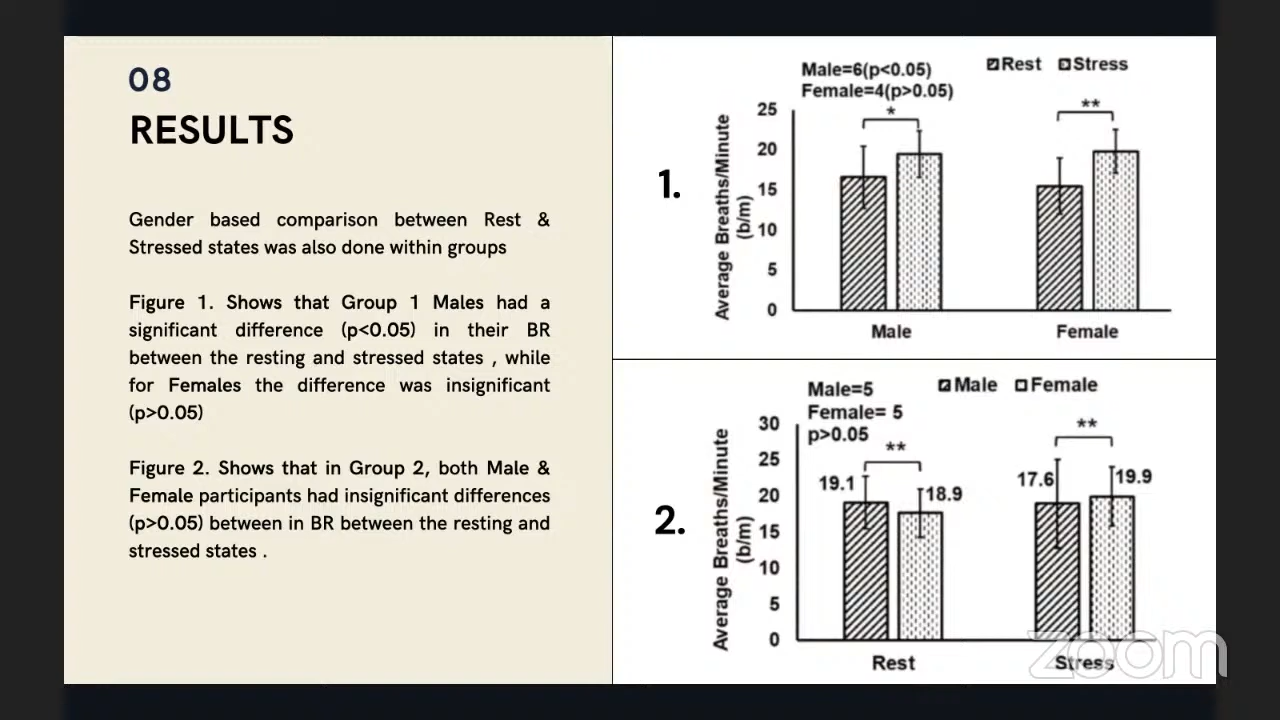 08
RESULTS
Gender based comparison between Rest &
Stressed states was also done within groups
Figure 1. Shows that Group 1 Males had a
significant difference (p<0.05) in their BR
between the resting and stressed states , while
for Females the difference was insignificant
(p>0.05)
Figure 2. Shows that in Group 2, both Male &
Female participants had insignificant differences
(p>0.05) between in BR between the resting and
stressed states .
1.
Male=6(p<0.05)
Female=4(p>0.05)
Rest Stress
Average Breaths/Minute
(b/m)
25
20
15
10
5
0
*
**
Male Female
2.
Male=5
Female= 5
p>0.05
Male Female
Average Breaths/Minute
(b/m)
30
25
20
15
10
5
0
**
**
19.1
18.9
17.6
19.9
Rest Stress
zoom